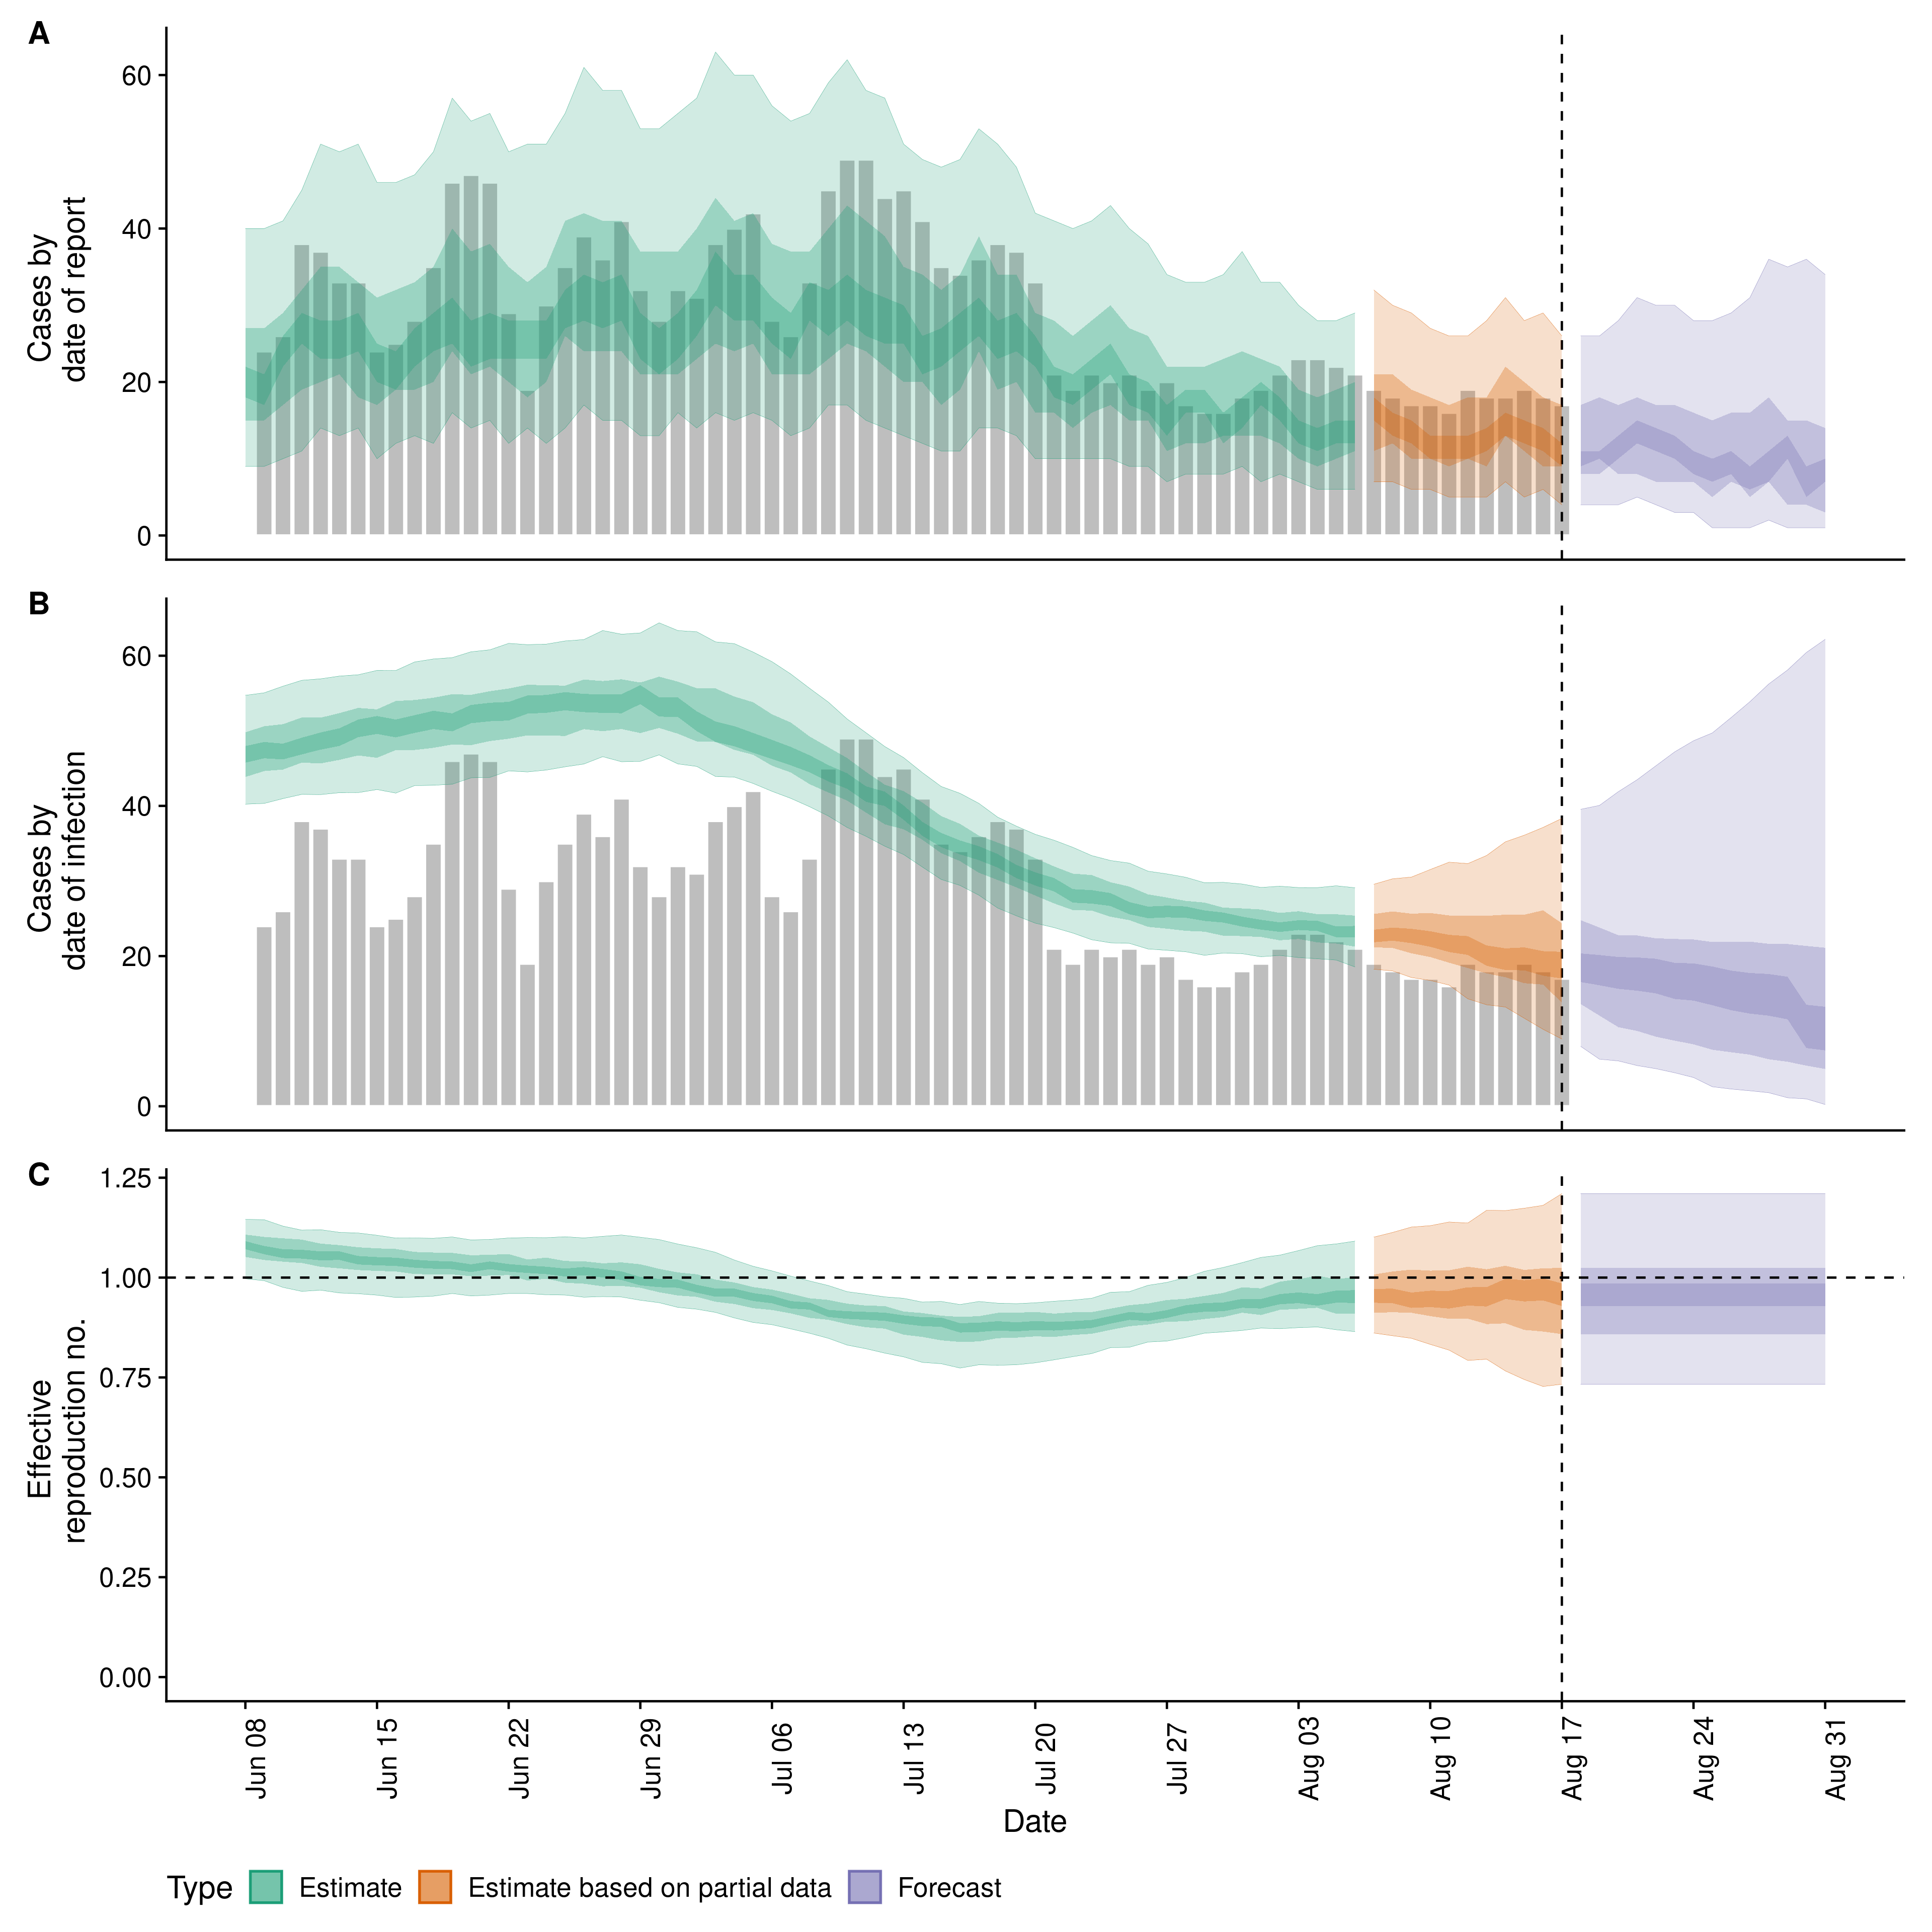 A
Cases by
date of report
60
40
20
0
B
Cases by
date of infection
60
40
20
0
C
Effective
reproduction no.
1.25
1.00
0.75
0.50
0.25
0.00
Jun 08
Jun 15
Jun 22
Jun 29
Jul 06
Jul 13
Jul 20
Jul 27
Aug 03
Aug 10
Aug 17
Aug 24
Aug 31
Date
Type Estimate Estimate based on partial data Forecast